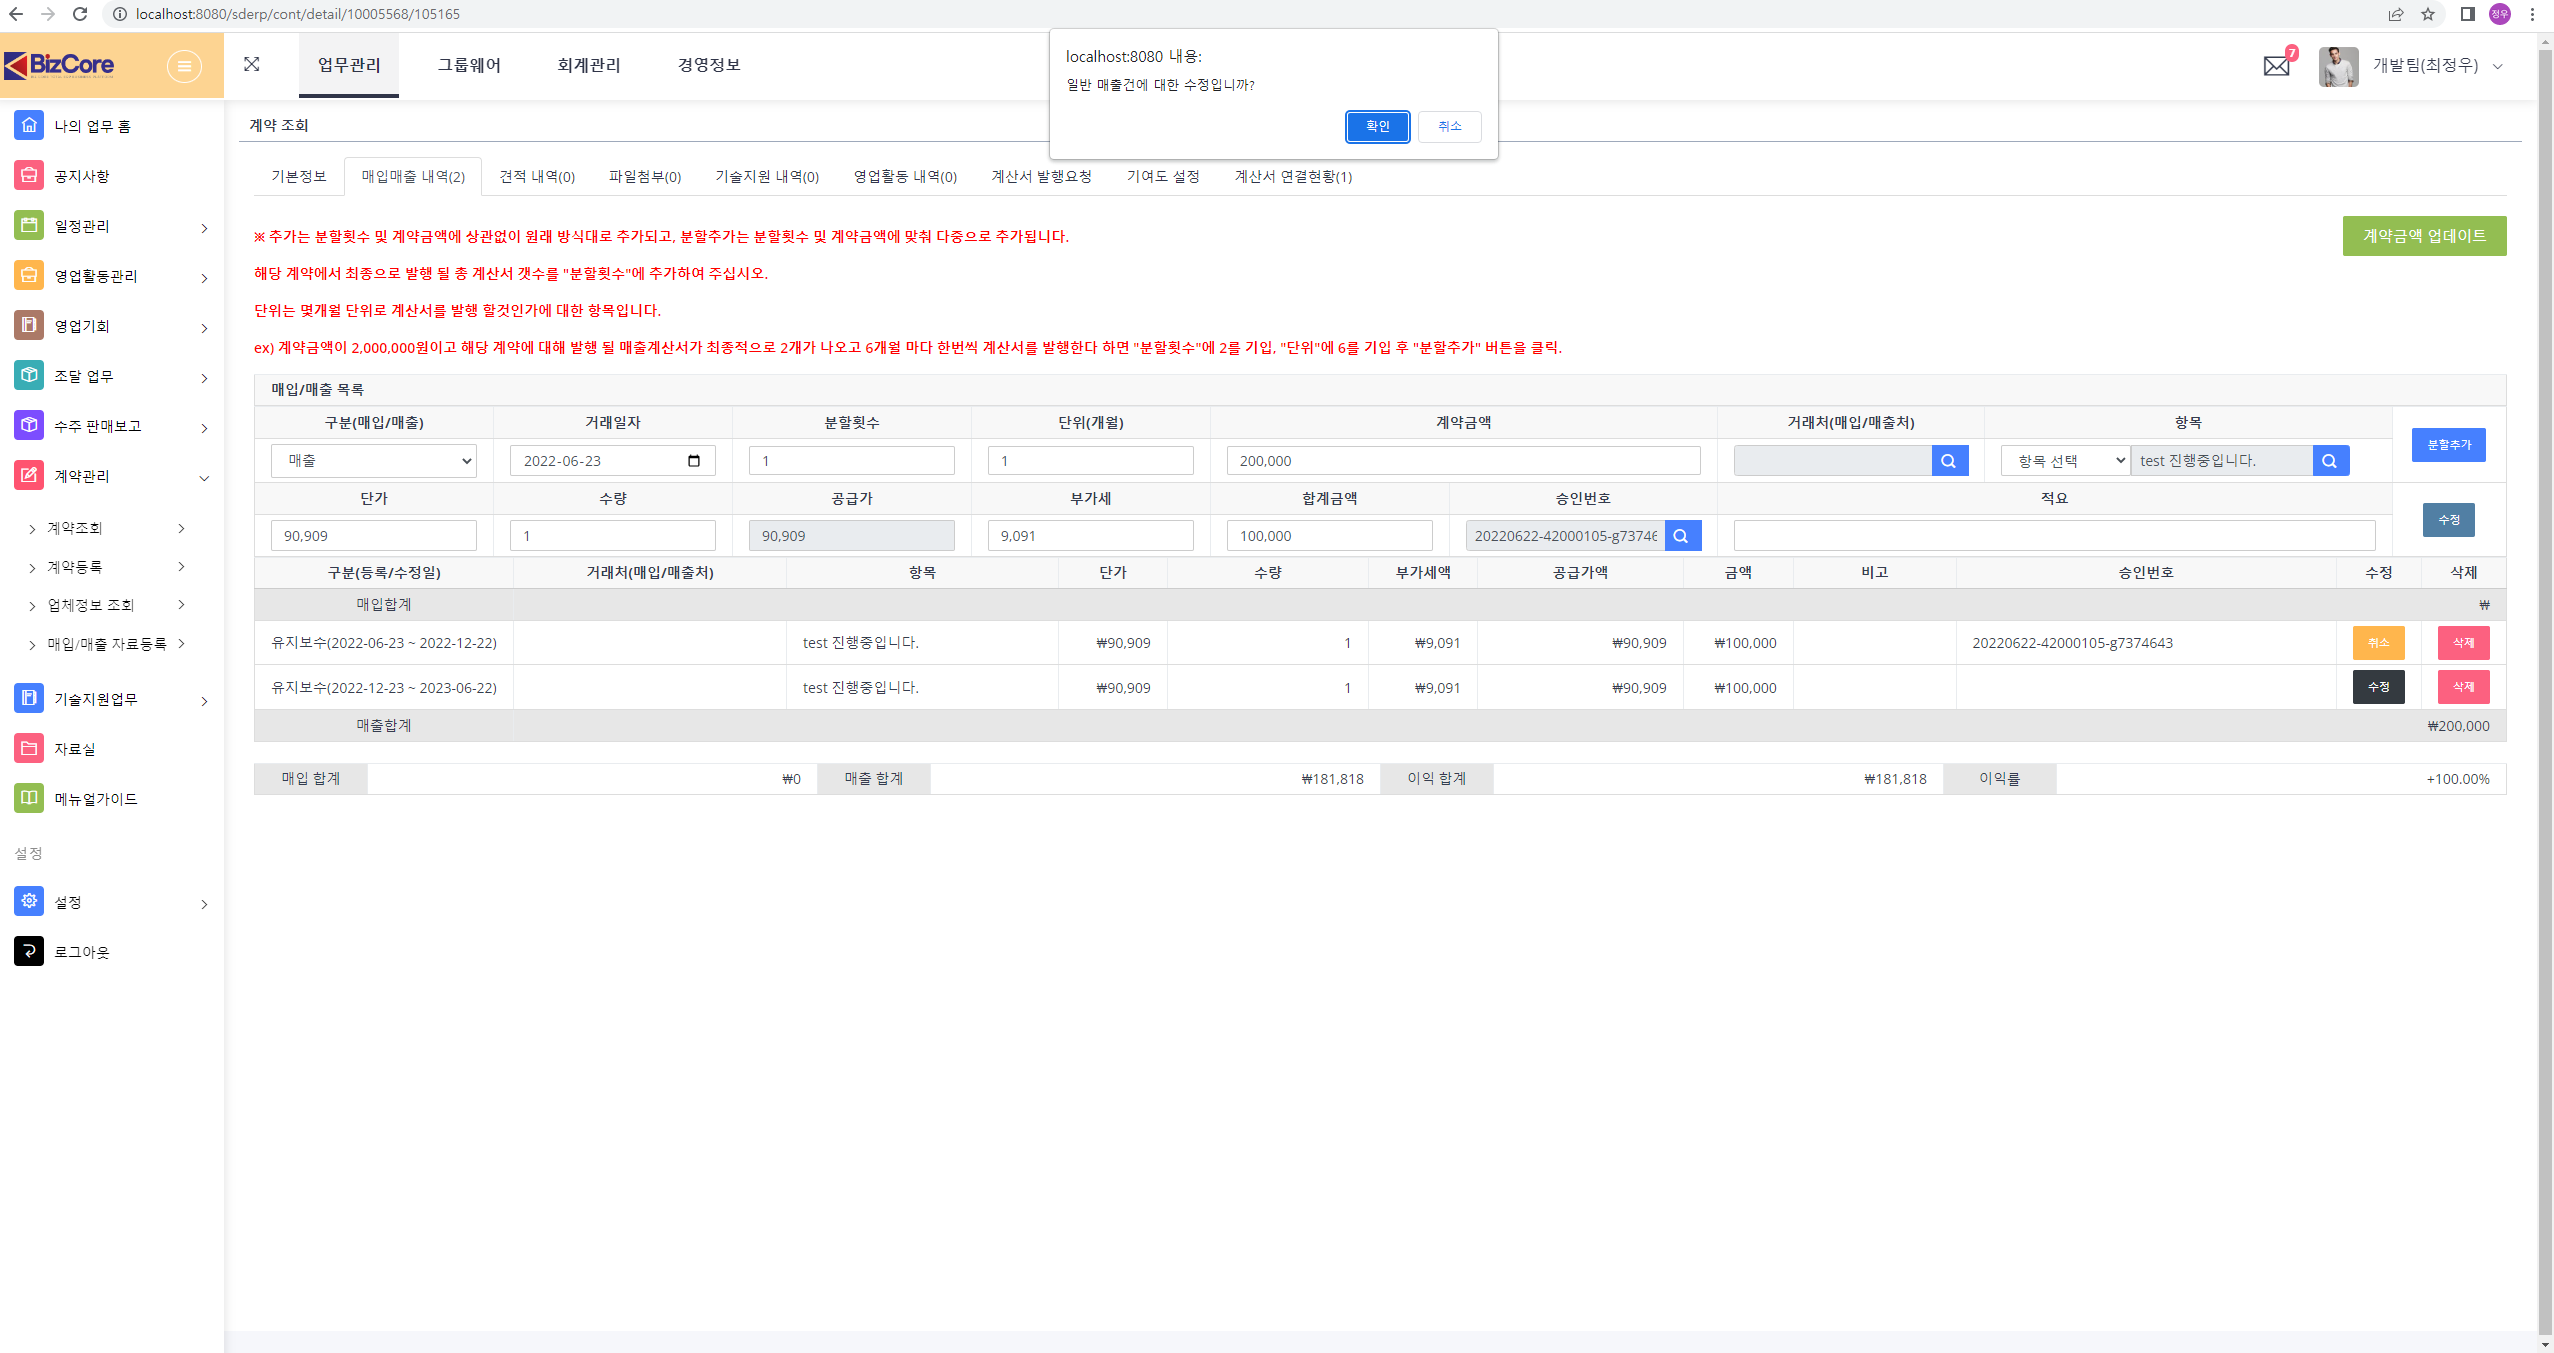 localhost:8080/sderp/cont/detail/10005568/105165
정우
BizCore
업무관리
그룹웨어
회계관리
경영정보
localhost:8080 내용:
일반 매출건에 대한 수정입니까?
확인
취소
7
개발팀(최정우)
나의 업무 홈
공지사항
일정관리
영업활동관리
영업기회
조달 업무
수주 판매보고
계약관리
계약조회
계약등록
업체정보 조회
매입/매출 자료등록
기술지원업무
자료실
메뉴얼가이드
설정
설정
로그아웃
계약 조회
기본정보
매입매출 내역(2)
견적 내역(0)
파일첨부(0)
기술지원 내역(0)
영업활동 내역(0)
계산서 발행요청
기여도 설정
계산서 연결현황(1)
※ 추가는 분할횟수 및 계약금액에 상관없이 원래 방식대로 추가되고, 분할추가는 분할횟수 및 계약금액에 맞춰 다중으로 추가됩니다.
계약금액 업데이트
해당 계약에서 최종으로 발행 될 총 계산서 갯수를 "분할횟수"에 추가하여 주십시오.
단위는 몇개월 단위로 계산서를 발행 할것인가에 대한 항목입니다.
ex) 계약금액이 2,000,000원이고 해당 계약에 대해 발행 될 매출계산서가 최종적으로 2개가 나오고 6개월 마다 한번씩 계산서를 발행한다 하면 "분할횟수"에 2를 기입, "단위"에 6를 기입 후 "분할추가" 버튼을 클릭.
매입/매출 목록
구분(매입/매출) 거래일자 분할횟수 단위(개월) 계약금액 거래처(매입/매출처) 항목
매출 2022-06-23 1 1 200,000 항목 선택 test 진행중입니다. 분할추가
단가 수량 공급가 부가세 합계금액 승인번호 적요
90,909 1 90,909 9,091 100,000 20220622-42000105-g73746 수정
구분(등록/수정일) 거래처(매입/매출처) 항목 단가 수량 부가세액 공급가액 금액 비고 승인번호 수정 삭제
매입합계 ₩
유지보수(2022-06-23 ~ 2022-12-22) test 진행중입니다. ₩90,909 1 ₩9,091 ₩90,909 ₩100,000 20220622-42000105-g7374643 취소 삭제
유지보수(2022-12-23 ~ 2023-06-22) test 진행중입니다. ₩90,909 1 ₩9,091 ₩90,909 ₩100,000 수정 삭제
매출합계 ₩200,000
매입 합계 ₩0 매출 합계 ₩181,818 이익 합계 ₩181,818 이익률 +100.00%